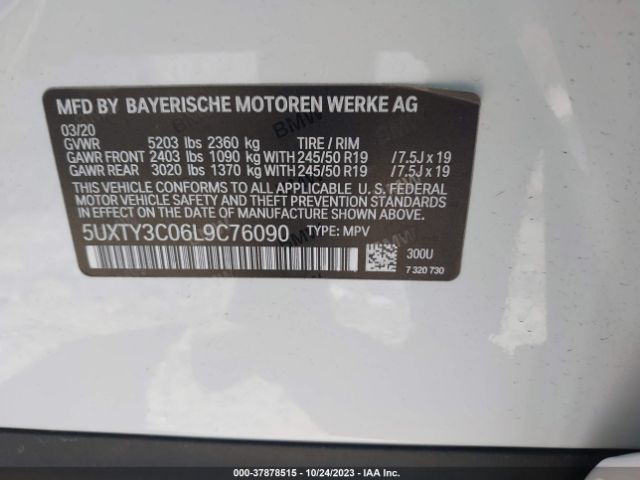 MFD BY BAYERISCHE MOTOREN WERKE AG
03/20
GVWR 5203 lbs 2360 kg TIRE / RIM
GAWR FRONT 2403 lbs 1090 kg WITH 245/50 R19 /7.5J x 19
GAWR REAR 3020 lbs 1370 kg WITH 245/50 R19 /7.5J x 19
THIS VEHICLE CONFORMS TO ALL APPLICABLE U.S. FEDERAL
MOTOR VEHICLE SAFETY AND THEFT PREVENTION STANDARDS
IN EFFECT ON THE DATE OF MANUFACTURE SHOWN ABOVE.
5UXTY3C06L9C76090 TYPE: MPV
300U
7 320 730
BMW
000-37878515 - 10/24/2023 - IAA Inc.